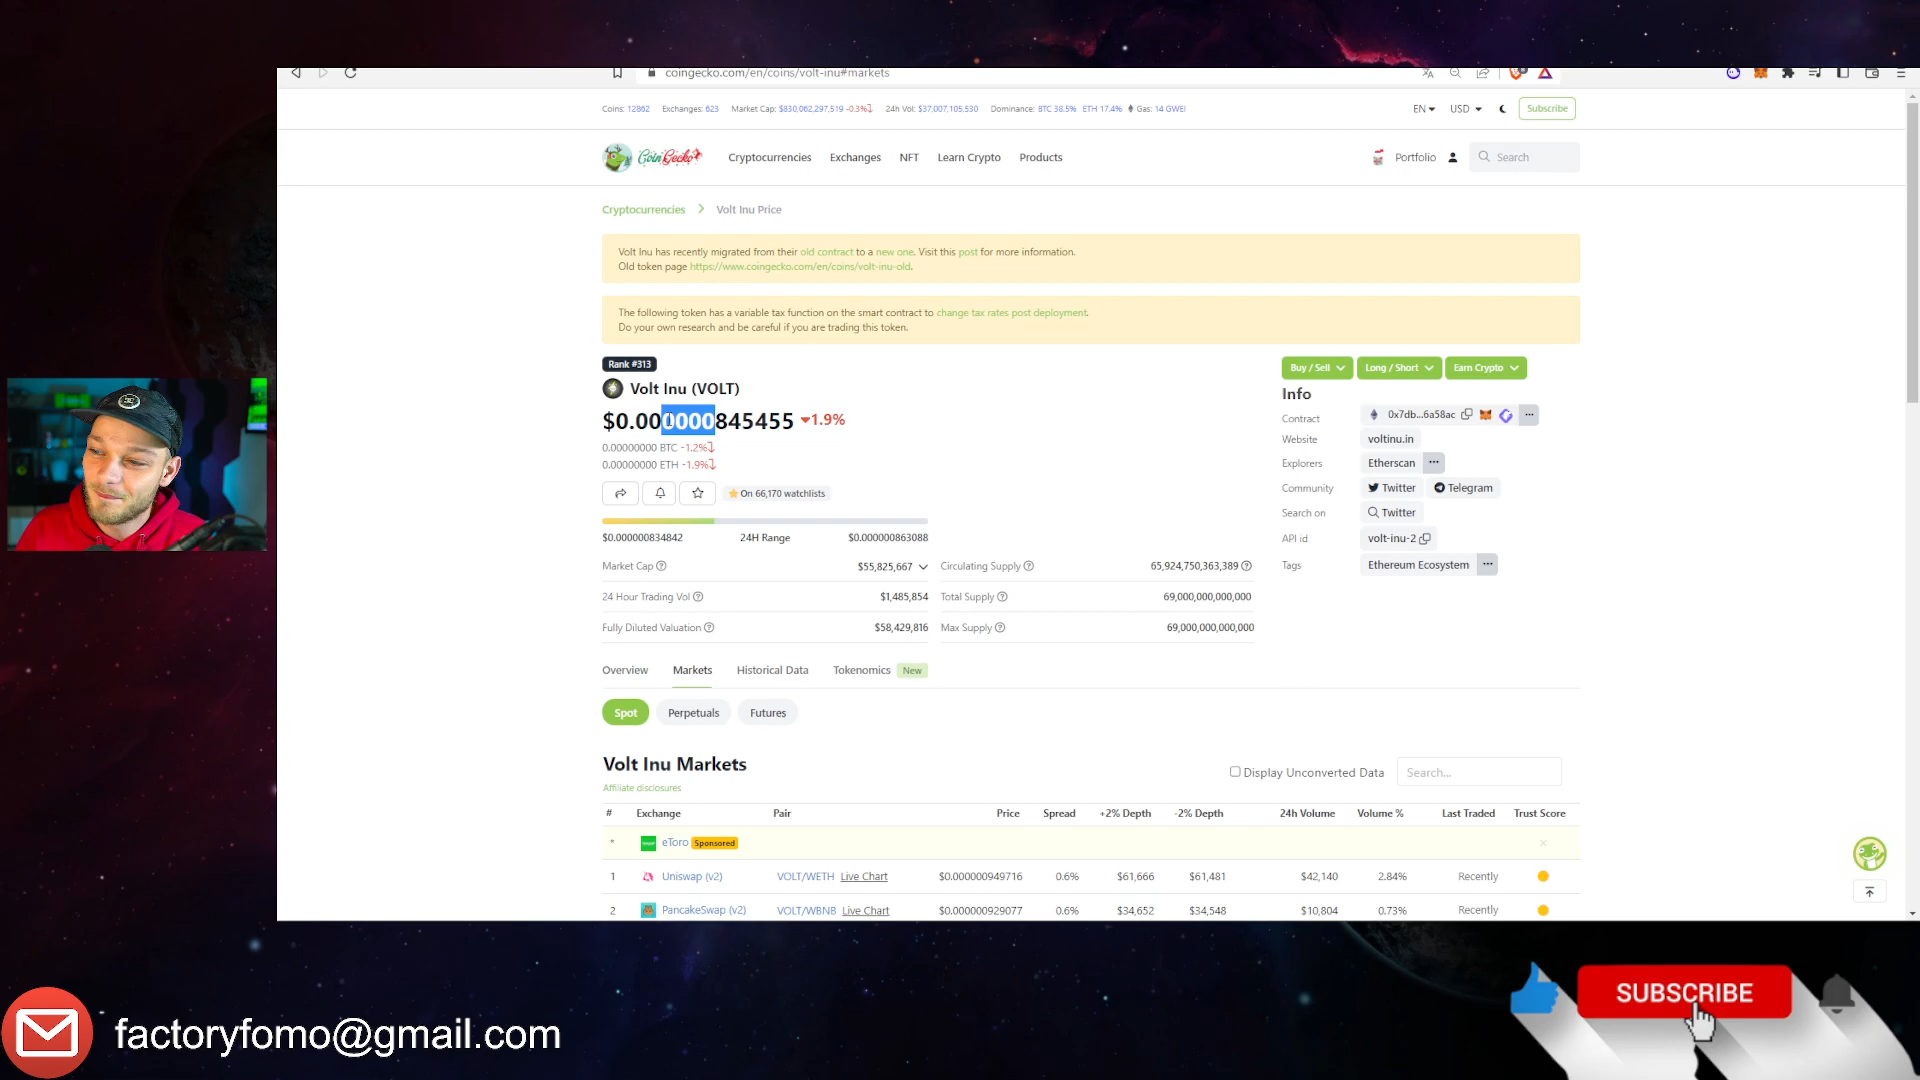 coingecko.com/en/coins/volt-inu#markets
Coins: 12862 Exchanges: 623 Market Cap: $830,062,297,519 -0.3% 24h Vol: $37,007,105,530 Dominance: BTC 38.5% ETH 17.4% Gas: 14 GWEI EN USD Subscribe
CoinGecko Cryptocurrencies Exchanges NFT Learn Crypto Products Portfolio Search
Cryptocurrencies > Volt Inu Price
Volt Inu has recently migrated from their old contract to a new one. Visit this post for more information.
Old token page https://www.coingecko.com/en/coins/volt-inu-old.
The following token has a variable tax function on the smart contract to change tax rates post deployment.
Do your own research and be careful if you are trading this token.
Rank #313
Volt Inu (VOLT)
$0.000000845455 1.9%
0.00000000 BTC -1.2%
0.00000000 ETH -1.9%
On 66,170 watchlists
$0.000000834842 24H Range $0.000000863088
Market Cap $55,825,667 Circulating Supply 65,924,750,363,389
24 Hour Trading Vol $1,485,854 Total Supply 69,000,000,000,000
Fully Diluted Valuation $58,429,816 Max Supply 69,000,000,000,000
Buy / Sell Long / Short Earn Crypto
Info
Contract 0x7db...6a58ac ...
Website voltinu.in
Explorers Etherscan ...
Community Twitter Telegram
Search on Twitter
API id volt-inu-2
Tags Ethereum Ecosystem ...
Overview Markets Historical Data Tokenomics New
Spot Perpetuals Futures
Volt Inu Markets
Affiliate disclosures
Display Unconverted Data Search...
# Exchange Pair Price Spread +2% Depth -2% Depth 24h Volume Volume % Last Traded Trust Score
* eToro Sponsored
1 Uniswap (v2) VOLT/WETH Live Chart $0.000000949716 0.6% $61,666 $61,481 $42,140 2.84% Recently
2 PancakeSwap (v2) VOLT/WBNB Live Chart $0.000000929077 0.6% $34,652 $34,548 $10,804 0.73% Recently
SUBSCRIBE
factoryfomo@gmail.com